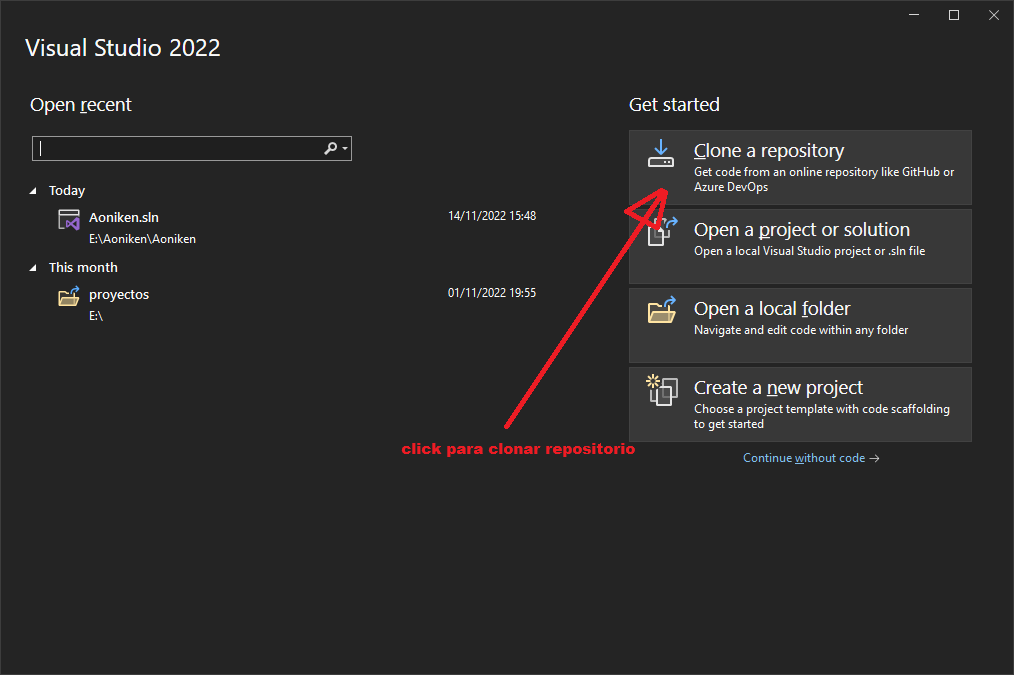 Visual Studio 2022
Open recent
Today
Aoniken.sln
14/11/2022 15:48
E:\Aoniken\Aoniken
This month
proyectos
01/11/2022 19:55
E:\
Get started
Clone a repository
Get code from an online repository like GitHub or
Azure DevOps
Open a project or solution
Open a local Visual Studio project or .sln file
Open a local folder
Navigate and edit code within any folder
Create a new project
Choose a project template with code scaffolding
to get started
Continue without code →
click para clonar repositorio